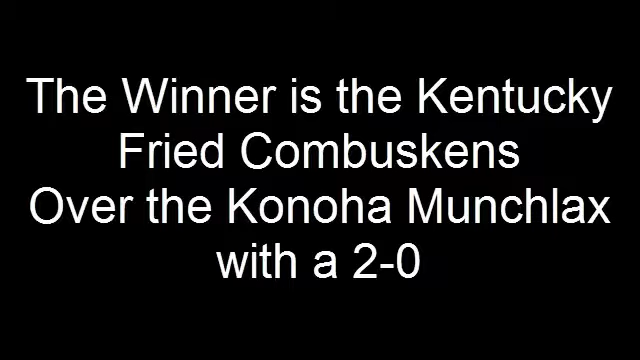 The Winner is the Kentucky
Fried Combuskens
Over the Konoha Munchlax
with a 2-0